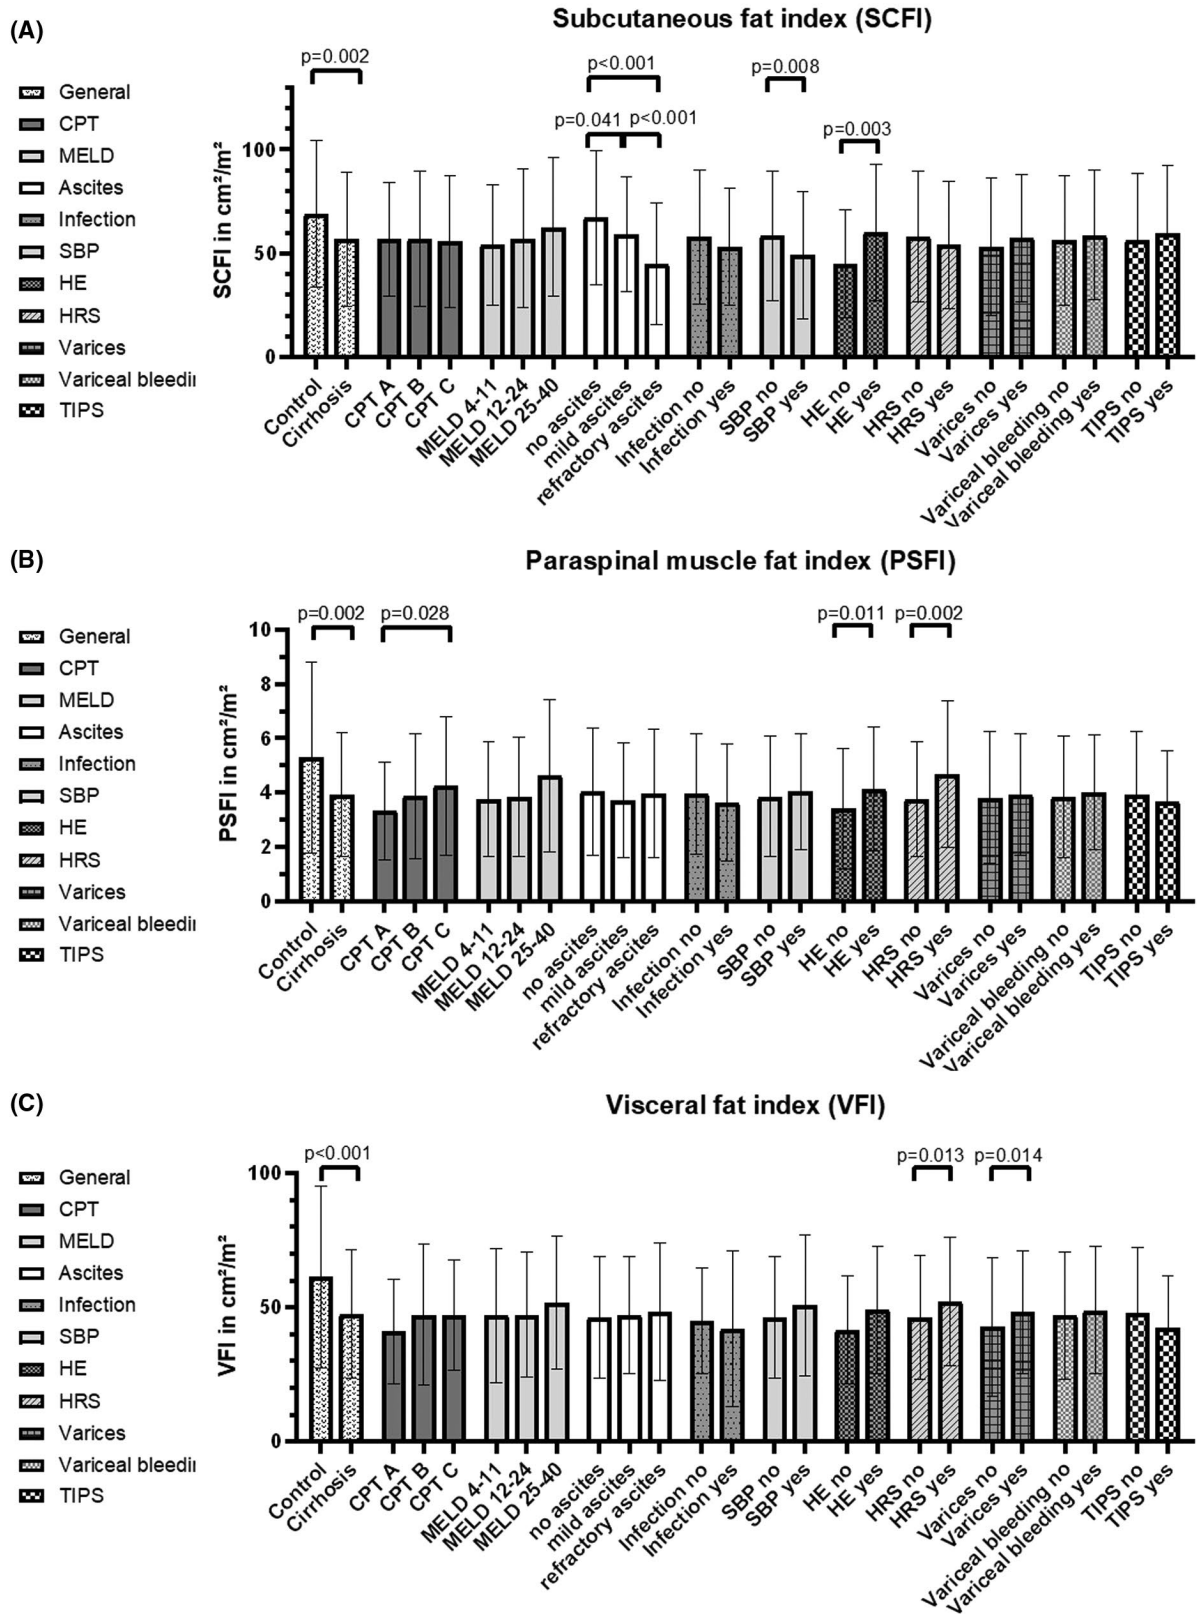 (A)
Subcutaneous fat index (SCFI)
General
CPT
MELD
Ascites
Infection
SBP
HE
HRS
Varices
Variceal bleedin
TIPS
SCFI in cm²/m²
100
50
0
p=0.002
p<0.001
p=0.041
p<0.001
p=0.008
p=0.003
Control
Cirrhosis
CPT A
CPT B
CPT C
MELD 4-11
MELD 12-24
MELD 25-40
no ascites
mild ascites
refractory ascites
Infection no
Infection yes
SBP no
SBP yes
HE no
HE yes
HRS no
HRS yes
Varices no
Varices yes
Variceal bleeding no
Variceal bleeding yes
TIPS no
TIPS yes
(B)
Paraspinal muscle fat index (PSFI)
General
CPT
MELD
Ascites
Infection
SBP
HE
HRS
Varices
Variceal bleedin
TIPS
PSFI in cm²/m²
10
8
6
4
2
0
p=0.002
p=0.028
p=0.011
p=0.002
Control
Cirrhosis
CPT A
CPT B
CPT C
MELD 4-11
MELD 12-24
MELD 25-40
no ascites
mild ascites
refractory ascites
Infection no
Infection yes
SBP no
SBP yes
HE no
HE yes
HRS no
HRS yes
Varices no
Varices yes
Variceal bleeding no
Variceal bleeding yes
TIPS no
TIPS yes
(C)
Visceral fat index (VFI)
General
CPT
MELD
Ascites
Infection
SBP
HE
HRS
Varices
Variceal bleedin
TIPS
VFI in cm²/m²
100
50
0
p<0.001
p=0.013
p=0.014
Control
Cirrhosis
CPT A
CPT B
CPT C
MELD 4-11
MELD 12-24
MELD 25-40
no ascites
mild ascites
refractory ascites
Infection no
Infection yes
SBP no
SBP yes
HE no
HE yes
HRS no
HRS yes
Varices no
Varices yes
Variceal bleeding no
Variceal bleeding yes
TIPS no
TIPS yes